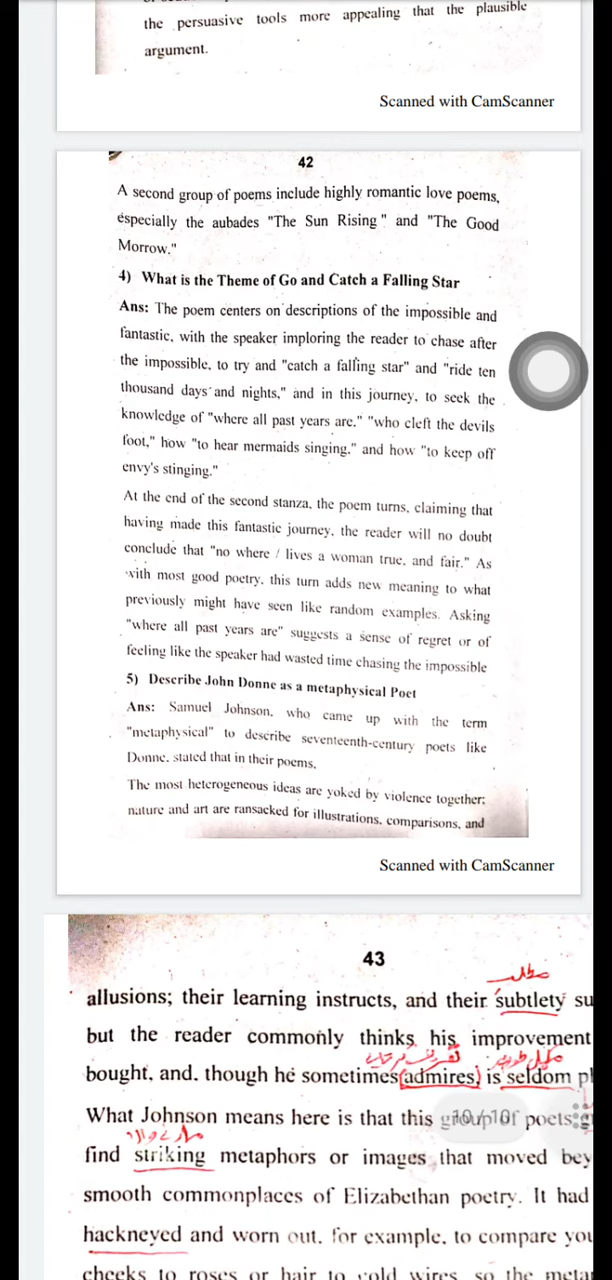 the persuasive tools more appealing that the plausible
argument.
Scanned with CamScanner
42
A second group of poems include highly romantic love poems,
especially the aubades "The Sun Rising" and "The Good
Morrow."
4) What is the Theme of Go and Catch a Falling Star
Ans: The poem centers on descriptions of the impossible and
fantastic, with the speaker imploring the reader to chase after
the impossible, to try and "catch a falling star" and "ride ten
thousand days and nights," and in this journey, to seek the
knowledge of "where all past years are." "who cleft the devils
foot," how "to hear mermaids singing." and how "to keep off
envy's stinging."
At the end of the second stanza, the poem turns, claiming that
having made this fantastic journey, the reader will no doubt
conclude that "no where / lives a woman true, and fair." As
with most good poetry, this turn adds new meaning to what
previously might have seen like random examples. Asking
"where all past years are" suggests a sense of regret or of
feeling like the speaker had wasted time chasing the impossible
5) Describe John Donne as a metaphysical Poet
Ans: Samuel Johnson, who came up with the term
"metaphysical" to describe seventeenth-century poets like
Donne, stated that in their poems,
The most heterogeneous ideas are yoked by violence together;
nature and art are ransacked for illustrations, comparisons, and
Scanned with CamScanner
43
مطلب
allusions; their learning instructs, and their subtlety su
but the reader commonly thinks his improvement
bought, and, though he sometimes (admires) is seldom pl
What Johnson means here is that this group of poets
10/10
find striking metaphors or images that moved bey
smooth commonplaces of Elizabethan poetry. It had
hackneyed and worn out, for example, to compare you
cheeks to roses or hair to gold wires, so the metap